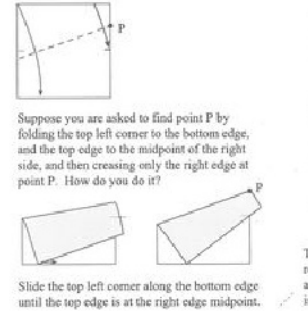 P
Suppose you are asked to find point P by
folding the top left corner to the bottom edge,
and the top edge to the midpoint of the right
side, and then creasing only the right edge at
point P. How do you do it?
P
Slide the top left corner along the bottom edge
until the top edge is at the right edge midpoint.